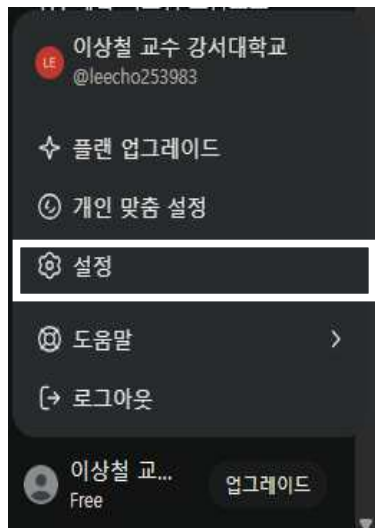 LE
이상철 교수 강서대학교
@leecho253983
플랜 업그레이드
개인 맞춤 설정
설정
도움말
로그아웃
이상철 교...
Free
업그레이드